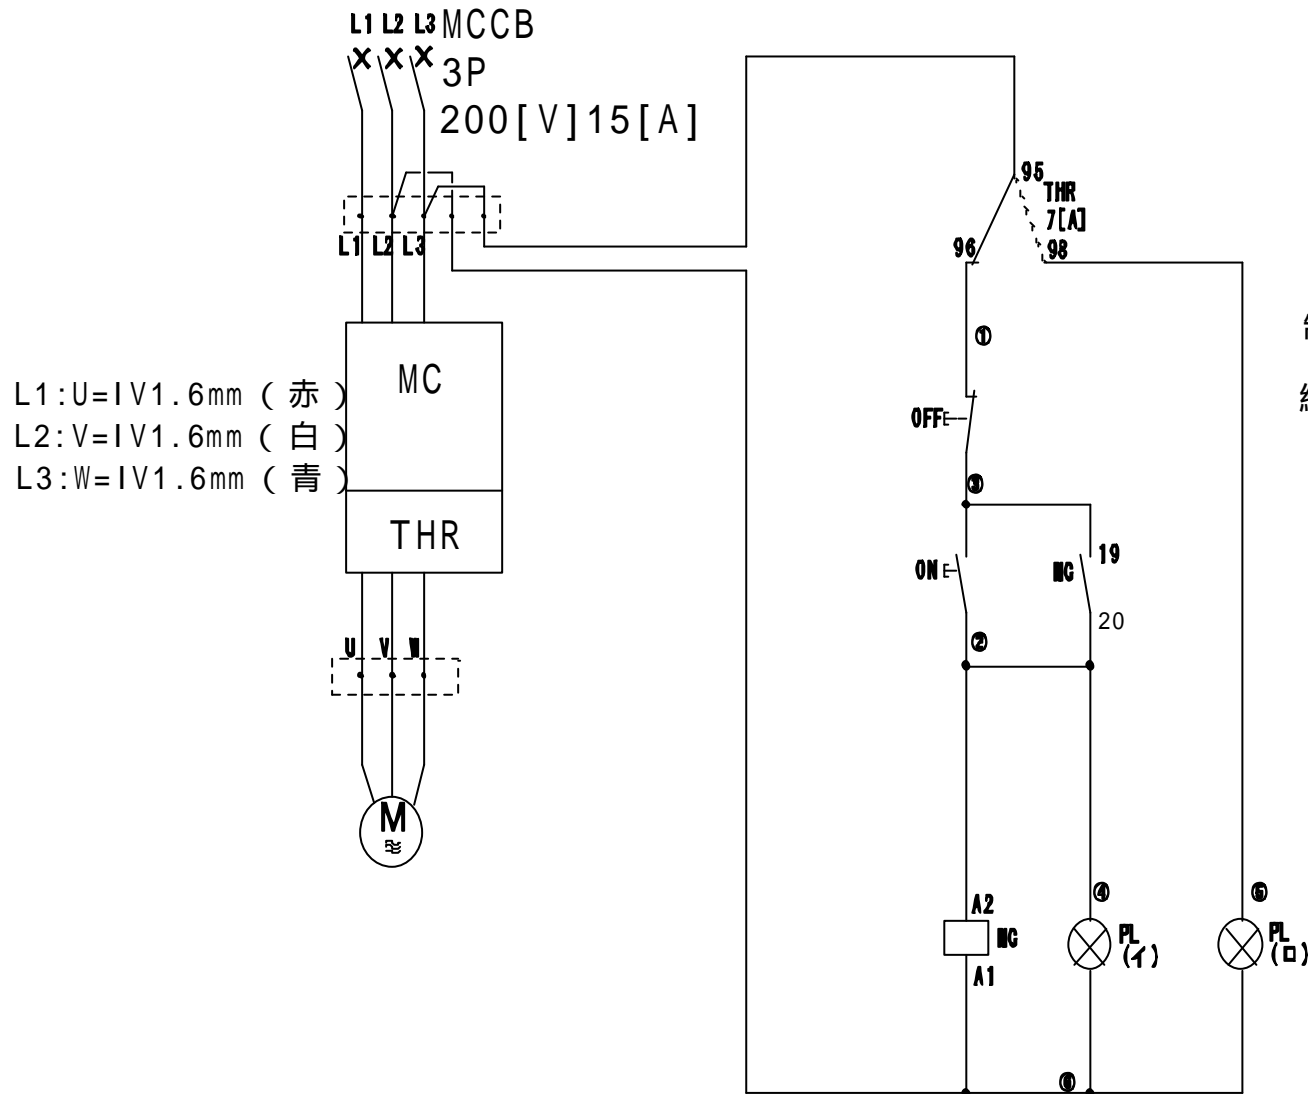 L1 L2 L3 MCCB
3P
200[V]15[A]
L1 L2 L3
MC
L1:U=IV1.6mm(赤)
L2:V=IV1.6mm(白)
L3:W=IV1.6mm(青)
THR
U V W
M
95
THR
7[A]
96
98
①
OFF
③
ON
MC
19
20
②
A2
MC
A1
④
PL
(イ)
⑤
PL
(ロ)
⑥